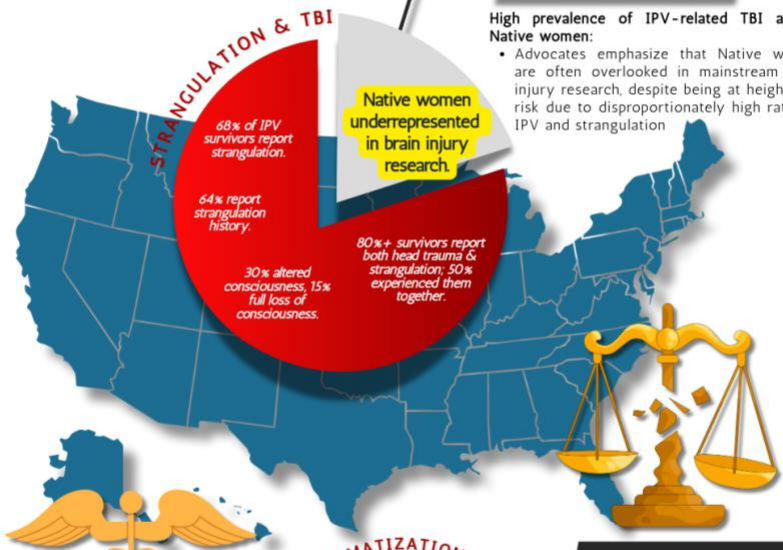 STRANGULATION & TBI
High prevalence of IPV-related TBI
Native women:
• Advocates emphasize that Native
are often overlooked in mainstream
injury research, despite being at
risk due to disproportionately high
IPV and strangulation
Native women
underrepresented
in brain injury
research.
68% of IPV
survivors report
strangulation.
64% report
strangulation
history.
30% altered
consciousness, 15%
full loss of
consciousness.
80%+ survivors report
both head trauma &
strangulation; 50%
experienced them
together.